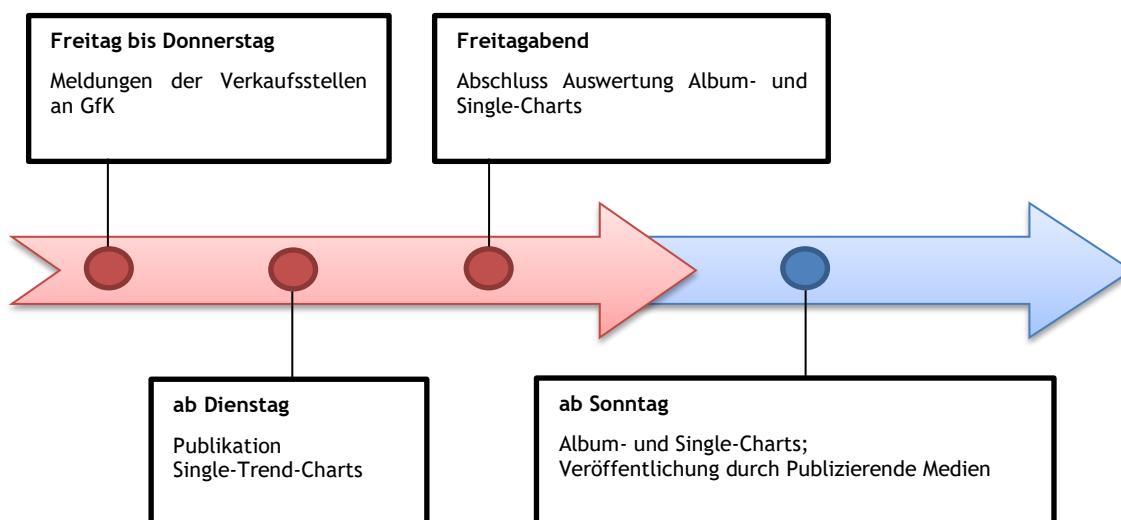 Freitag bis Donnerstag
Meldungen der Verkaufsstellen
an GfK
Freitagabend
Abschluss Auswertung Album- und
Single-Charts
ab Dienstag
Publikation
Single-Trend-Charts
ab Sonntag
Album- und Single-Charts;
Veröffentlichung durch Publizierende Medien